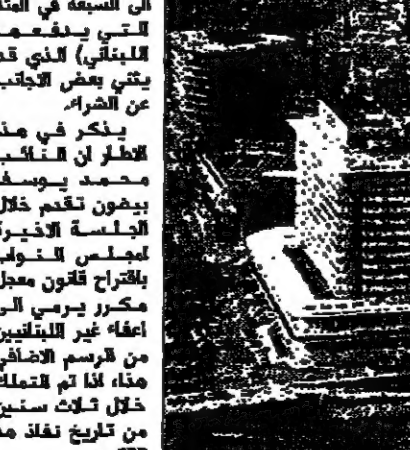 الى السبعة في المئة
التي يدفعها
اللبناني) الذي قد
يثني بعض الاجانب
عن الشراء.
يذكر في هذا
الاطار ان النائب
محمد يوسف
بيضون تقدم خلال
الجلسة الاخيرة
لمجلس النواب
باقتراح قانون معجل
مكرر يرمي الى
اعفاء غير اللبنانيين
من الرسم الاضافي
هذا، اذا تم التملك
خلال ثلاث سنين
من تاريخ نفاذ هذ